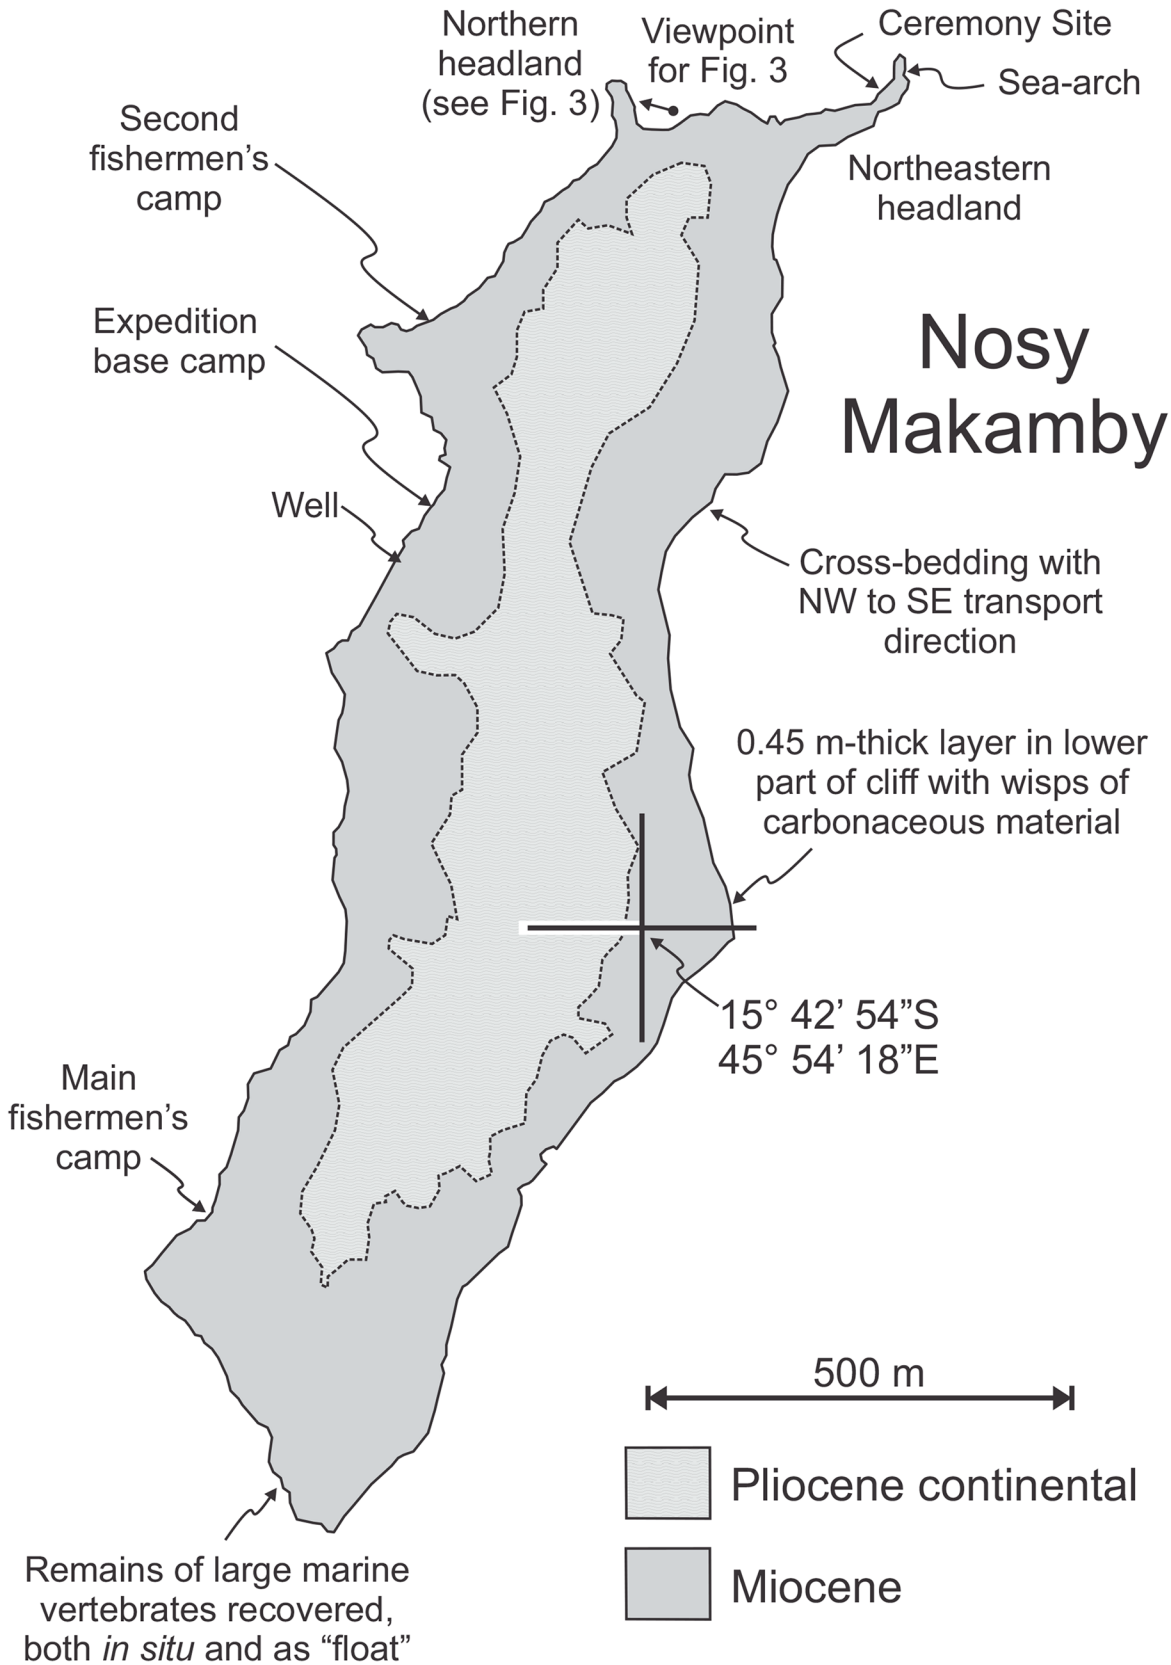 Northern
headland
(see Fig. 3)
Viewpoint
for Fig. 3
Ceremony Site
Sea-arch
Second
fishermen’s
camp
Northeastern
headland
Expedition
base camp
Nosy
Makamby
Well
Cross-bedding with
NW to SE transport
direction
0.45 m-thick layer in lower
part of cliff with wisps of
carbonaceous material
15° 42’ 54”S
45° 54’ 18”E
Main
fishermen’s
camp
500 m
Pliocene continental
Miocene
Remains of large marine
vertebrates recovered,
both in situ and as “float”